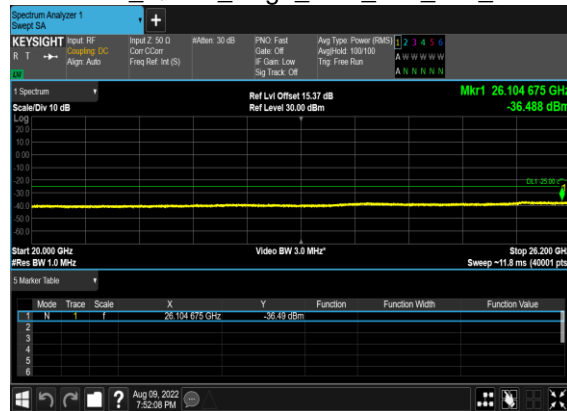 Spectrum Analyzer 1
Swept SA
+
KEYSIGHT Input: RF Input Z: 50 Ω #Atten: 30 dB PNO: Fast Avg Type: Power (RMS) 1 2 3 4 5 6
R T Coupling: DC Corr CCorr Gate: Off Avg|Hold: 100/100 A W W W W W
Align: Auto Freq Ref: Int (S) IF Gain: Low Trig: Free Run
LW Sig Track: Off A N N N N N
1 Spectrum Ref Lvl Offset 15.37 dB Mkr1 26.104 675 GHz
Scale/Div 10 dB Ref Level 30.00 dBm -36.488 dBm
Log
20.0
10.0
0.00
-10.0
-20.0
DL1 -25.00
-30.0
-40.0
-50.0
-60.0
Start 20.000 GHz Video BW 3.0 MHz* Stop 26.200 GHz
#Res BW 1.0 MHz Sweep ~11.8 ms (40001 pts)
5 Marker Table
Mode Trace Scale X Y Function Function Width Function Value
1 N 1 f 26.104 675 GHz -36.49 dBm
2
3
4
5
6
? Aug 09, 2022
7:52:08 PM